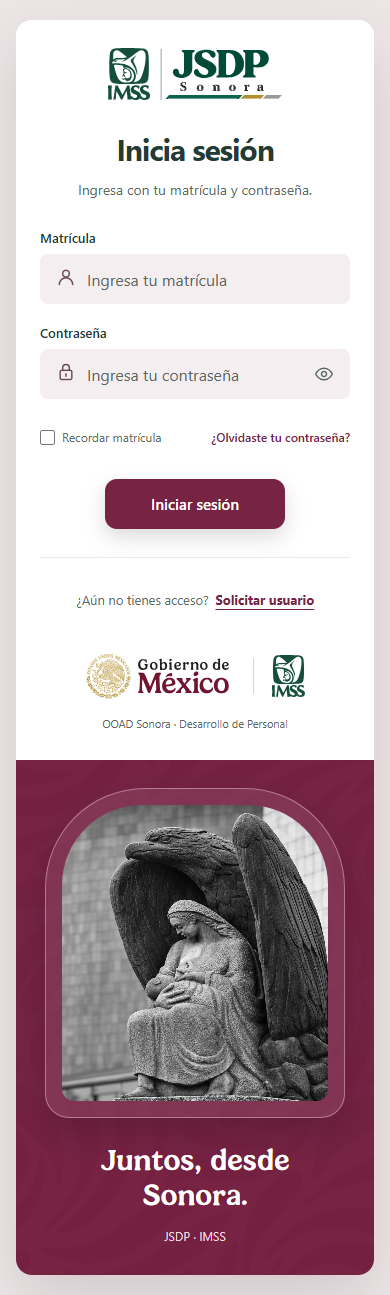 IMSS
JSDP
Sonora
Inicia sesión
Ingresa con tu matrícula y contraseña.
Matrícula
Ingresa tu matrícula
Contraseña
Ingresa tu contraseña
Recordar matrícula
¿Olvidaste tu contraseña?
Iniciar sesión
¿Aún no tienes acceso? Solicitar usuario
Gobierno de
México
IMSS
OOAD Sonora · Desarrollo de Personal
Juntos, desde
Sonora.
JSDP · IMSS